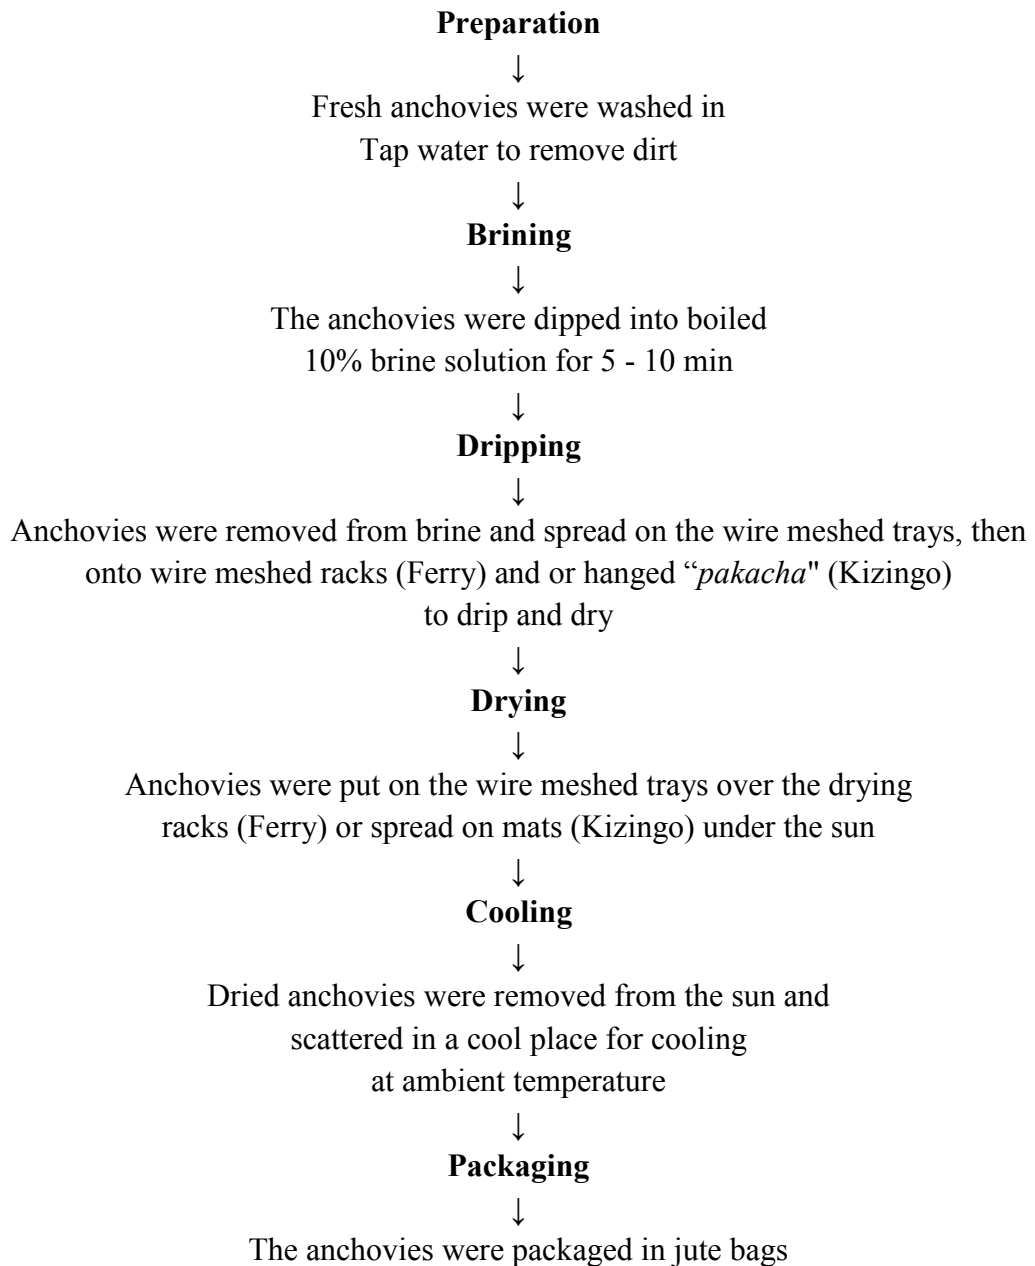 Preparation
↓
Fresh anchovies were washed in
Tap water to remove dirt
↓
Brining
↓
The anchovies were dipped into boiled
10% brine solution for 5 - 10 min
↓
Dripping
↓
Anchovies were removed from brine and spread on the wire meshed trays, then
onto wire meshed racks (Ferry) and or hanged “pakacha" (Kizingo)
to drip and dry
↓
Drying
↓
Anchovies were put on the wire meshed trays over the drying
racks (Ferry) or spread on mats (Kizingo) under the sun
↓
Cooling
↓
Dried anchovies were removed from the sun and
scattered in a cool place for cooling
at ambient temperature
↓
Packaging
↓
The anchovies were packaged in jute bags